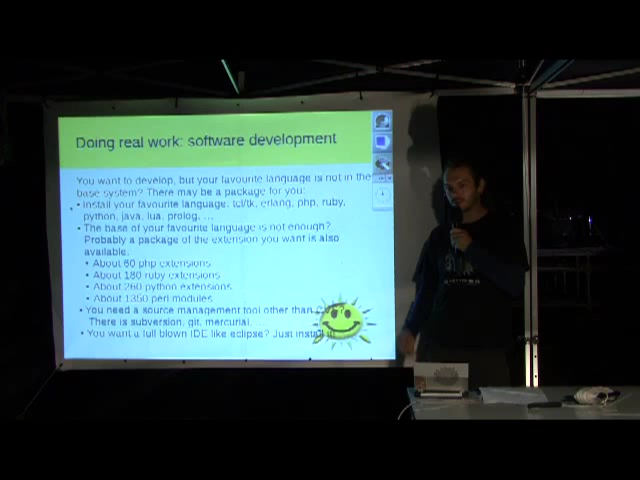 Doing real work: software development
You want to develop, but your favourite language is not in the
base system? There may be a package for you:
• Install your favourite language: tcl/tk, erlang, php, ruby,
python, java, lua, prolog, ...
• The base of your favourite language is not enough?
Probably a package of the extension you want is also
available.
• About 60 php extensions
• About 180 ruby extensions
• About 260 python extensions
• About 1350 perl modules
• You need a source management tool other than
There is subversion, git, mercurial, ...
• You want a full blown IDE like eclipse? Just install it